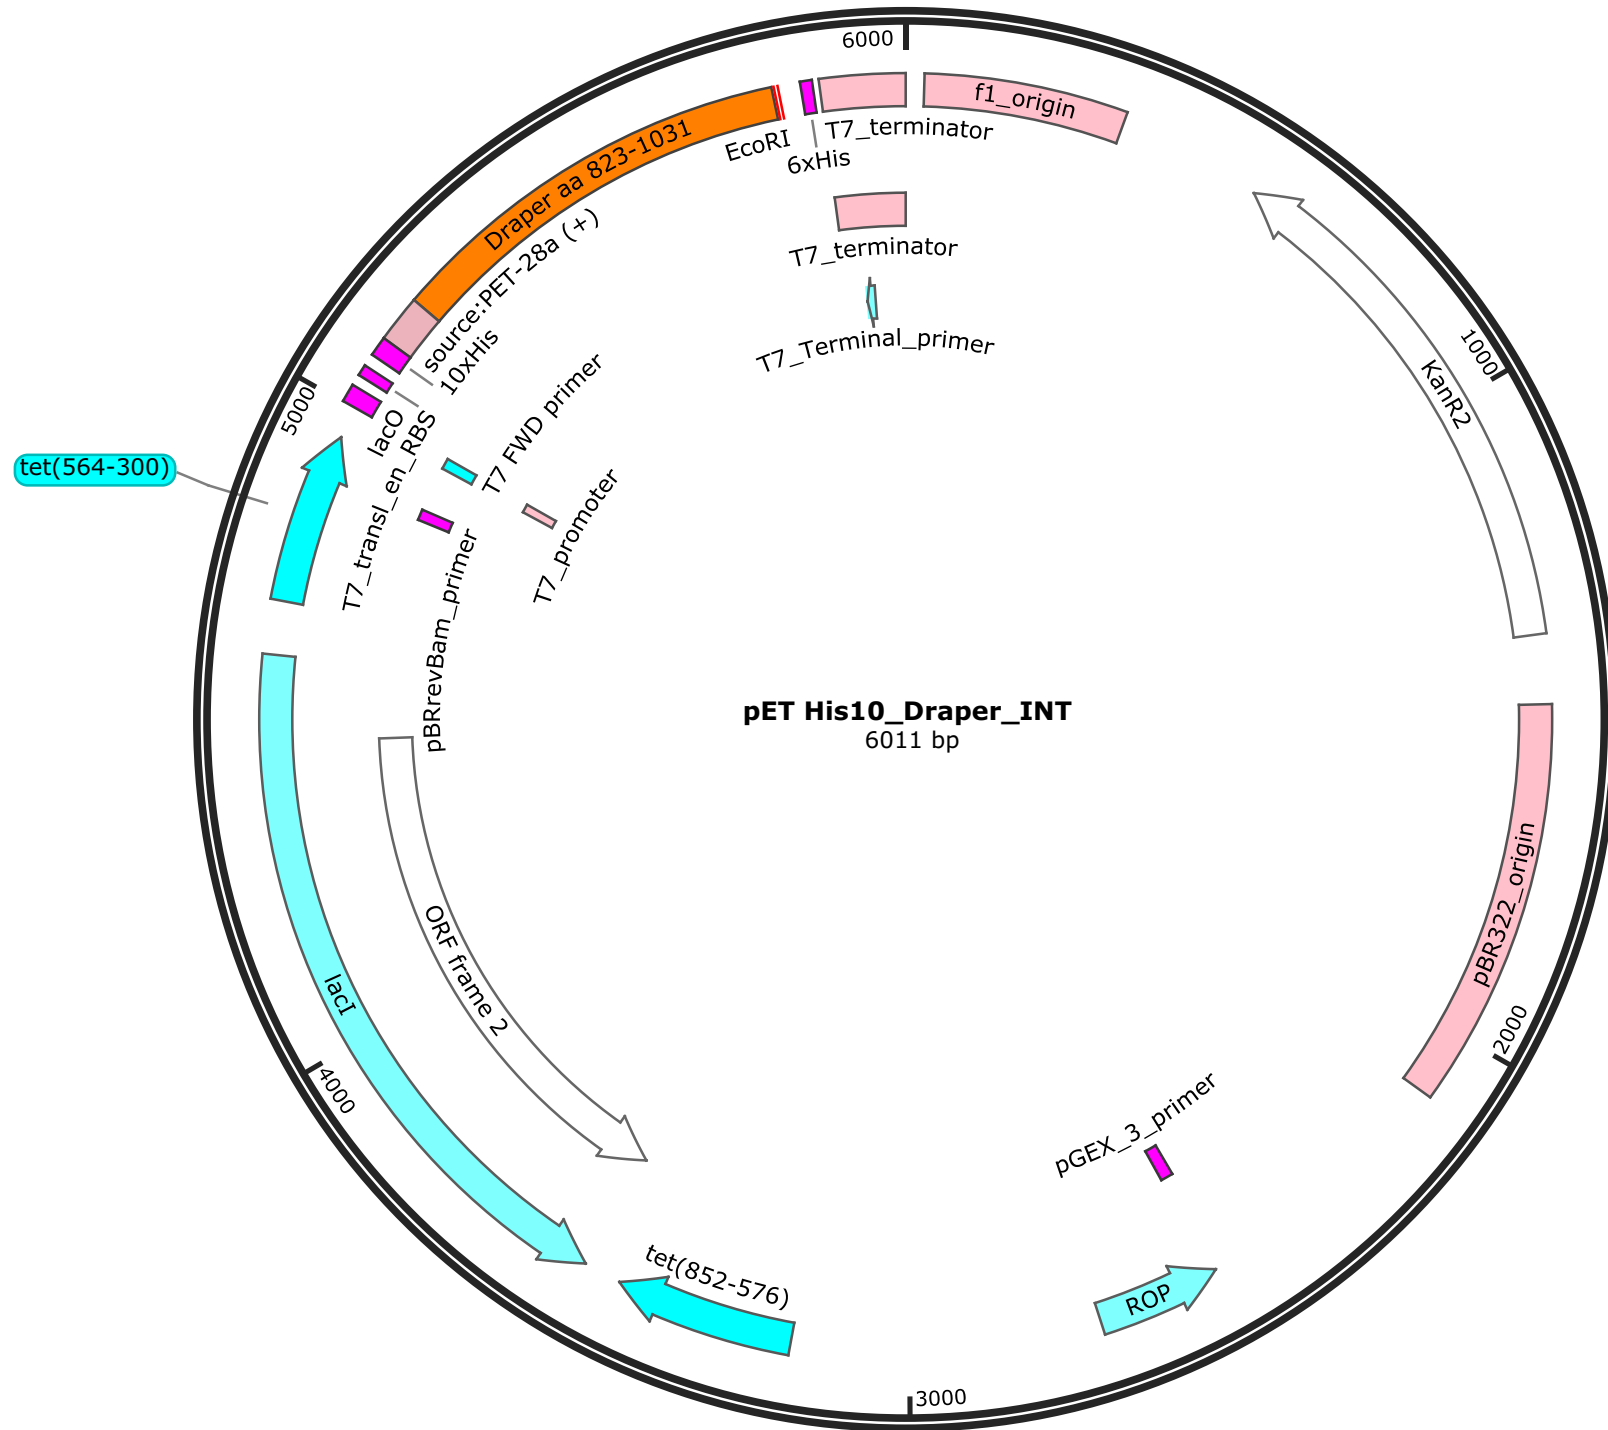 6000
f1_origin
T7_terminator
EcoRI
6xHis
Draper aa 823-1031
source:PET-28a (+)
10xHis
T7_terminator
T7_Terminal_primer
KanR2
1000
5000
lacO
T7_transl_en_RBS
T7 FWD primer
tet(564-300)
T7_promoter
pBRrevBam_primer
pET His10_Draper_INT
6011 bp
pBR322_origin
ORF frame 2
lacI
2000
4000
pGEX_3_primer
tet(852-576)
ROP
3000